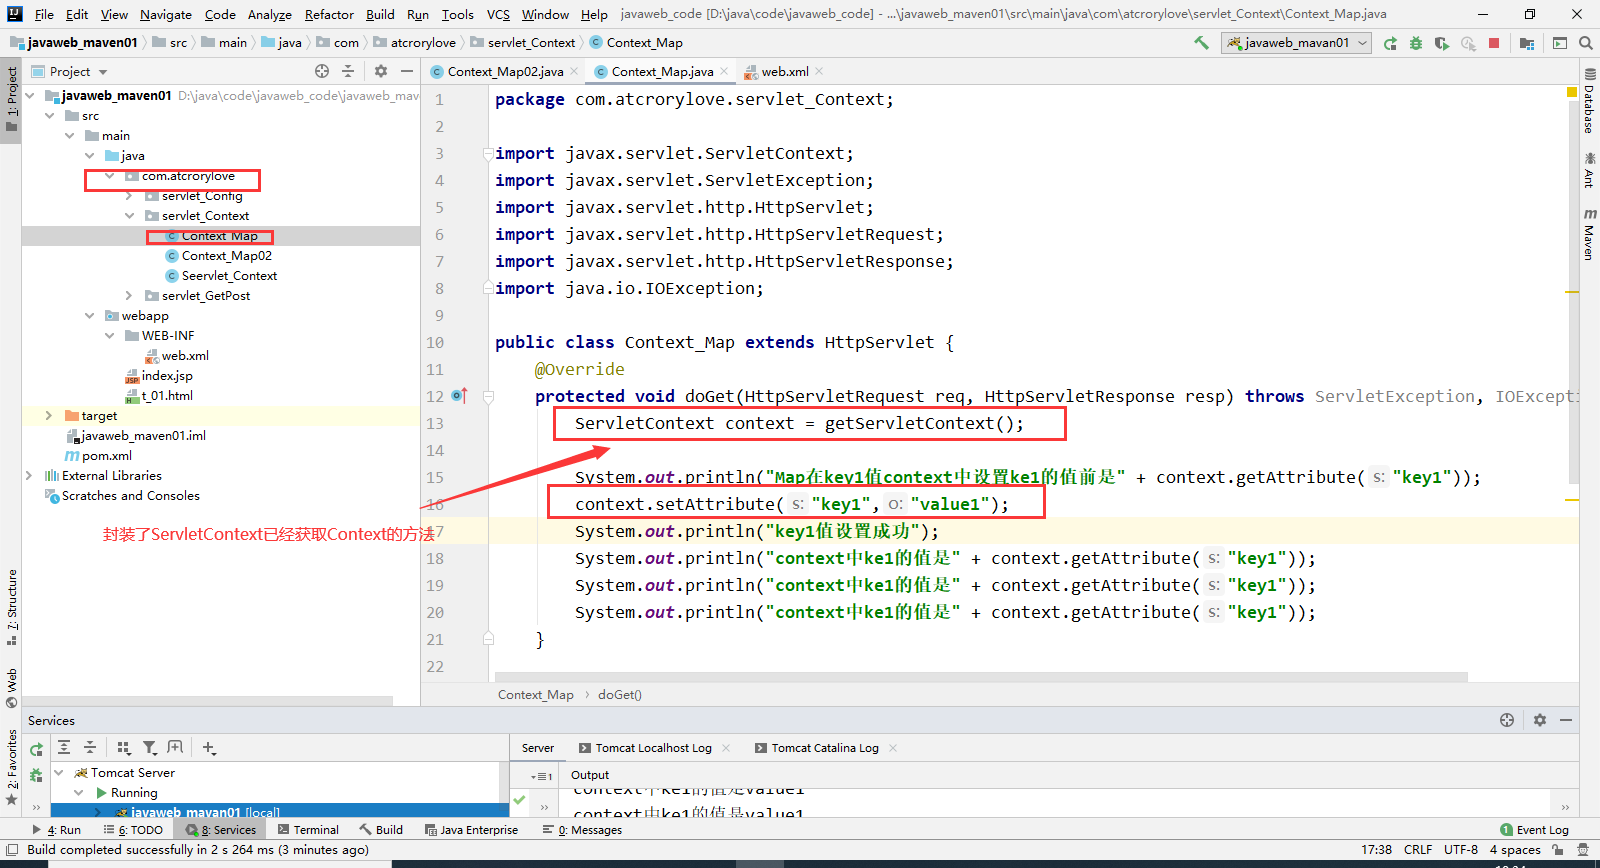 File Edit View Navigate Code Analyze Refactor Build Run Tools VCS Window Help javaweb_code [D:\java\code\javaweb_code] - ...\javaweb_maven01\src\main\java\com\atcrorylove\servlet_Context\Context_Map.java
javaweb_maven01 src main java com atcrorylove servlet_Context Context_Map javaweb_mavan01
Project
Context_Map02.java Context_Map.java web.xml
1: Project
javaweb_maven01 D:\java\code\javaweb_code\javaweb_mav
src
main
java
com.atcrorylove
servlet_Config
servlet_Context
Context_Map
Context_Map02
Seervlet_Context
servlet_GetPost
webapp
WEB-INF
web.xml
index.jsp
t_01.html
target
javaweb_maven01.iml
pom.xml
External Libraries
Scratches and Consoles
封装了ServletContext已经获取Context的方法
1 package com.atcrorylove.servlet_Context;
2
3 import javax.servlet.ServletContext;
4 import javax.servlet.ServletException;
5 import javax.servlet.http.HttpServlet;
6 import javax.servlet.http.HttpServletRequest;
7 import javax.servlet.http.HttpServletResponse;
8 import java.io.IOException;
9
10 public class Context_Map extends HttpServlet {
11 @Override
12 protected void doGet(HttpServletRequest req, HttpServletResponse resp) throws ServletException, IOExcepti
13 ServletContext context = getServletContext();
14
15 System.out.println("Map在key1值context中设置ke1的值前是" + context.getAttribute( s: "key1"));
16 context.setAttribute( s: "key1", o: "value1");
17 System.out.println("key1值设置成功");
18 System.out.println("context中ke1的值是" + context.getAttribute( s: "key1"));
19 System.out.println("context中ke1的值是" + context.getAttribute( s: "key1"));
20 System.out.println("context中ke1的值是" + context.getAttribute( s: "key1"));
21 }
22
Context_Map doGet()
Database
Ant
Maven
7: Structure
Web
2: Favorites
Services
Server Tomcat Localhost Log Tomcat Catalina Log
Tomcat Server
Running
javaweb_mavan01 [local]
1 Output
context中ke1的值是value1
context中ke1的值是value1
4: Run 6: TODO 8: Services Terminal Build Java Enterprise 0: Messages 1 Event Log
Build completed successfully in 2 s 264 ms (3 minutes ago) 17:38 CRLF UTF-8 4 spaces